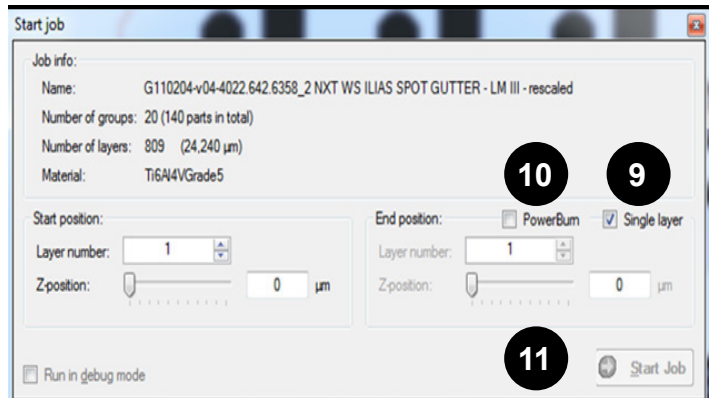 Start job
Job info:
Name: G110204-v04-4022.642.6358_2 NXT WS ILIAS SPOT GUTTER - LM III - rescaled
Number of groups: 20 (140 parts in total)
Number of layers: 809 (24,240 µm)
Material: Ti6Al4VGrade5
10 9
Start position: End position: PowerBurn Single layer
Layer number: 1 Layer number: 1
Z-position: 0 µm Z-position: 0 µm
11
Run in debug mode Start Job